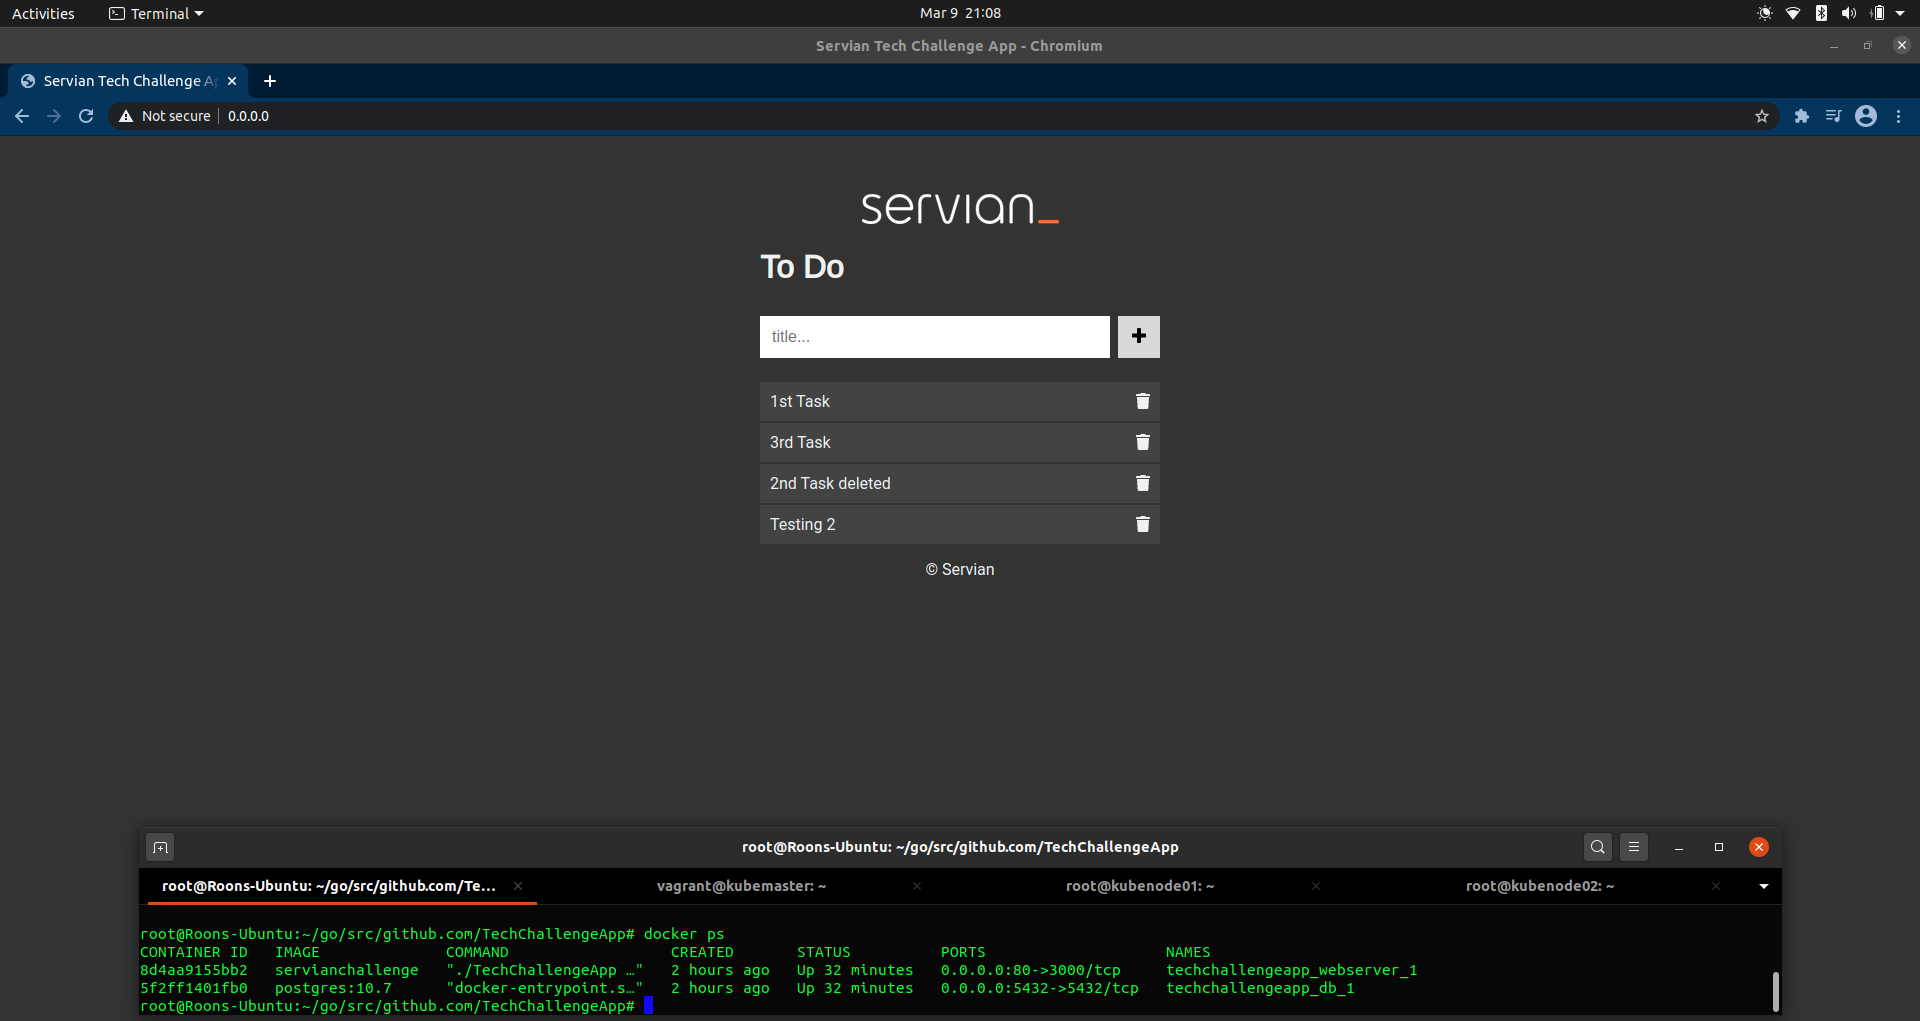 Activities Terminal Mar 9 21:08
Servian Tech Challenge App - Chromium
Servian Tech Challenge Ap
Not secure 0.0.0.0
servian_
To Do
title...
1st Task
3rd Task
2nd Task deleted
Testing 2
© Servian
root@Roons-Ubuntu: ~/go/src/github.com/TechChallengeApp
root@Roons-Ubuntu: ~/go/src/github.com/Te... vagrant@kubemaster: ~ root@kubenode01: ~ root@kubenode02: ~
root@Roons-Ubuntu:~/go/src/github.com/TechChallengeApp# docker ps
CONTAINER ID IMAGE COMMAND CREATED STATUS PORTS NAMES
8d4aa9155bb2 servianchallenge "./TechChallengeApp …" 2 hours ago Up 32 minutes 0.0.0.0:80->3000/tcp techchallengeapp_webserver_1
5f2ff1401fb0 postgres:10.7 "docker-entrypoint.s…" 2 hours ago Up 32 minutes 0.0.0.0:5432->5432/tcp techchallengeapp_db_1
root@Roons-Ubuntu:~/go/src/github.com/TechChallengeApp#